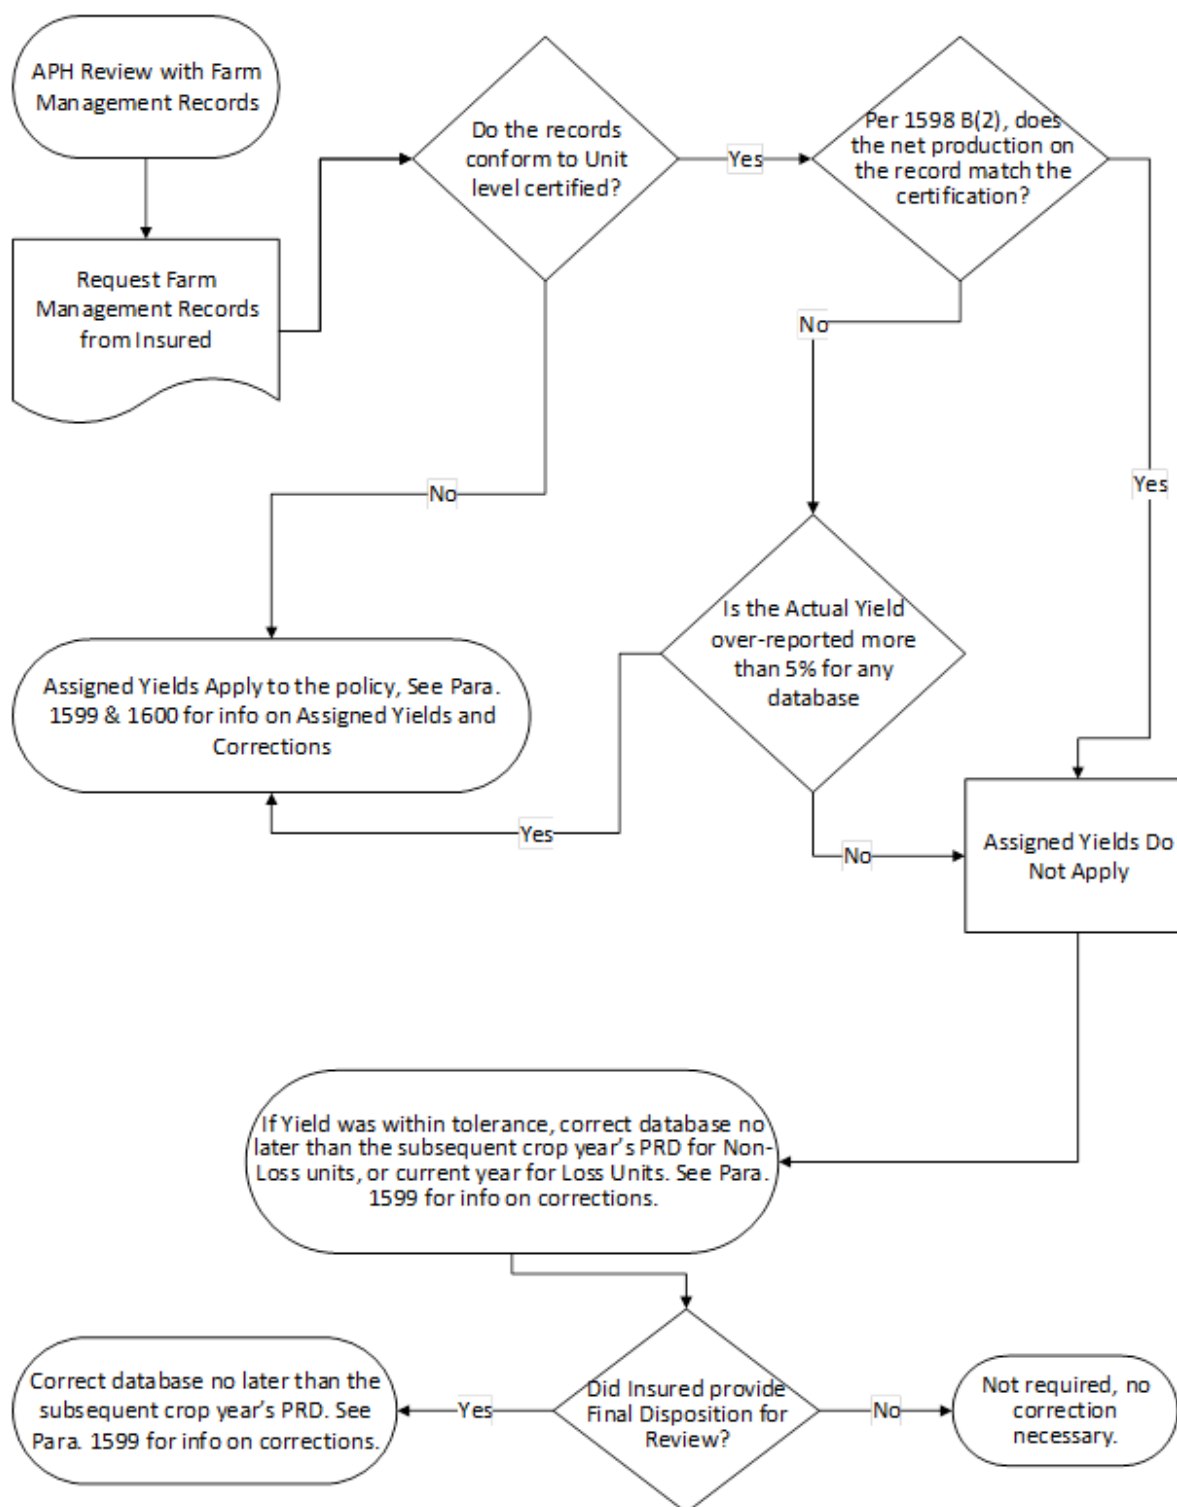 APH Review with Farm
Management Records
Request Farm
Management Records
from Insured
Do the records
conform to Unit
level certified?
Yes
Per 1598 B(2), does
the net production on
the record match the
certification?
No
Yes
No
Is the Actual Yield
over-reported more
than 5% for any
database
Assigned Yields Apply to the policy, See Para.
1599 & 1600 for info on Assigned Yields and
Corrections
Yes
No
Assigned Yields Do
Not Apply
If Yield was within tolerance, correct database no
later than the subsequent crop year's PRD for Non-
Loss units, or current year for Loss Units. See Para.
1599 for info on corrections.
Did Insured provide
Final Disposition for
Review?
Yes
Correct database no later than the
subsequent crop year's PRD. See
Para. 1599 for info on corrections.
No
Not required, no
correction
necessary.